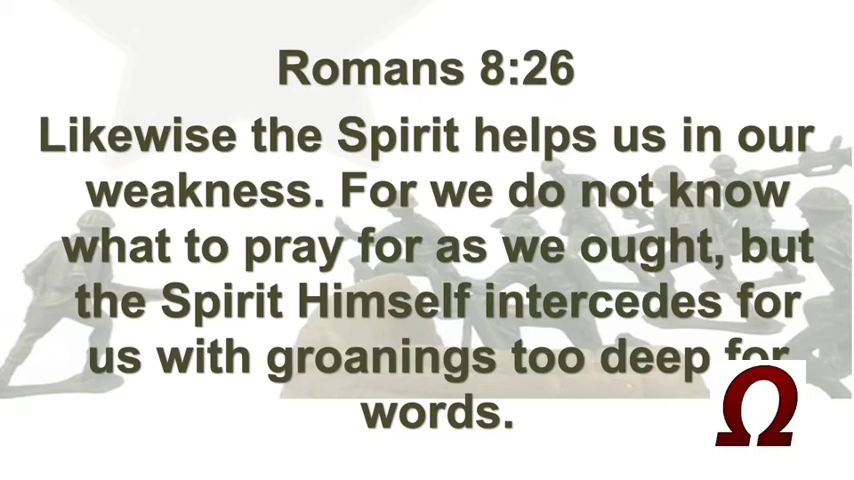 Romans 8:26
Likewise the Spirit helps us in our
weakness. For we do not know
what to pray for as we ought, but
the Spirit Himself intercedes for
us with groanings too deep for
words.
Ω